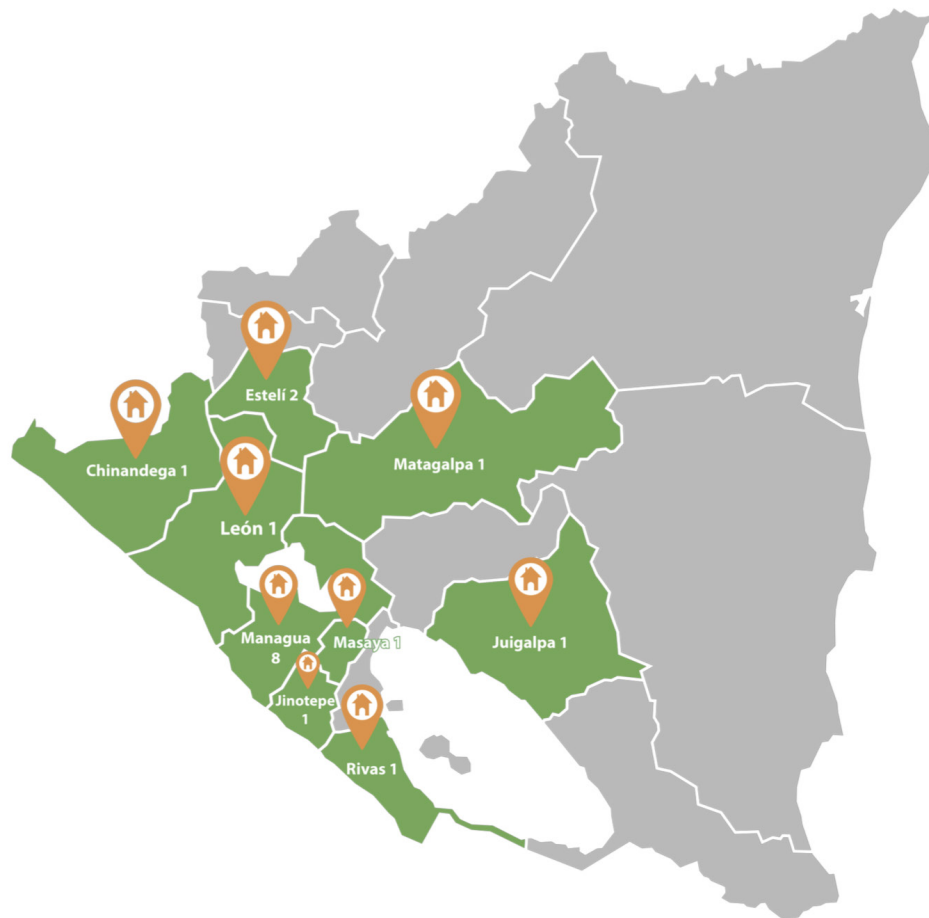 Estelí 2
Chinandega 1
Matagalpa 1
León 1
Managua
8
Masaya 1
Juigalpa 1
Jinotepe
1
Rivas 1